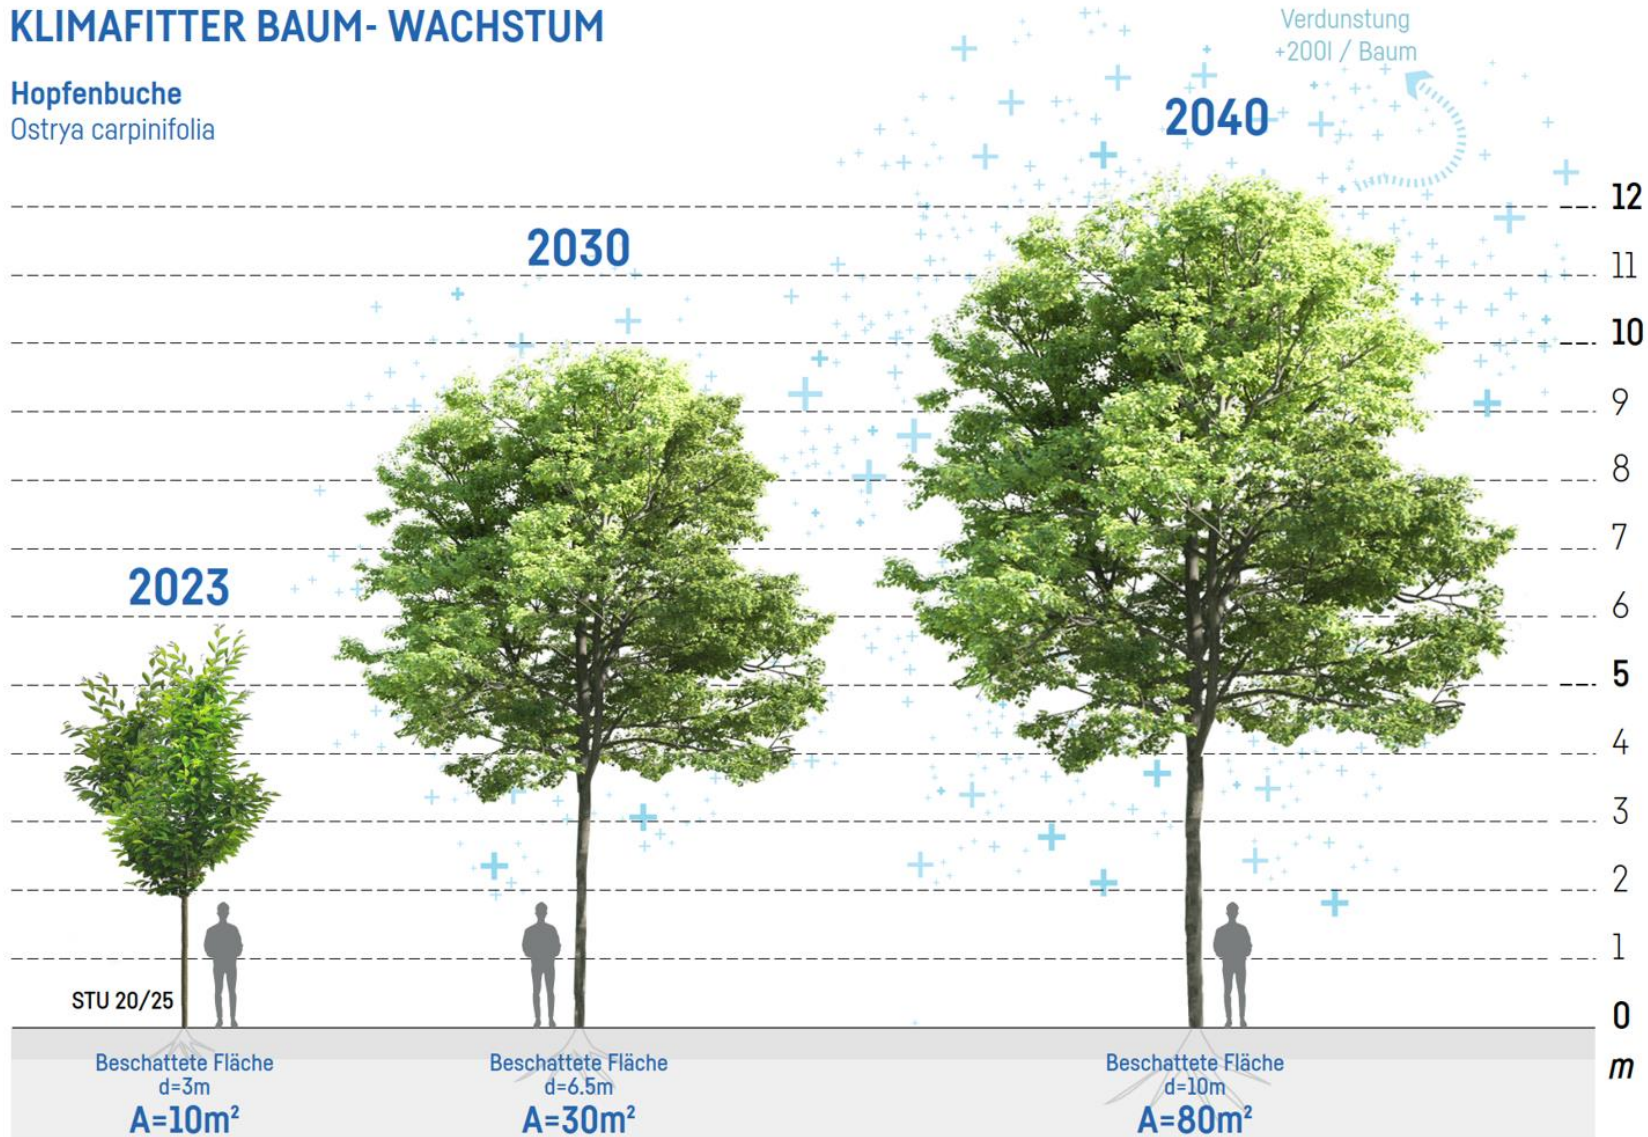 KLIMAFITTER BAUM- WACHSTUM
Hopfenbuche
Ostrya carpinifolia
Verdunstung
+200l / Baum
2040
2030
2023
12
11
10
9
8
7
6
5
4
3
2
1
0
m
STU 20/25
Beschattete Fläche
d=3m
A=10m²
Beschattete Fläche
d=6.5m
A=30m²
Beschattete Fläche
d=10m
A=80m²